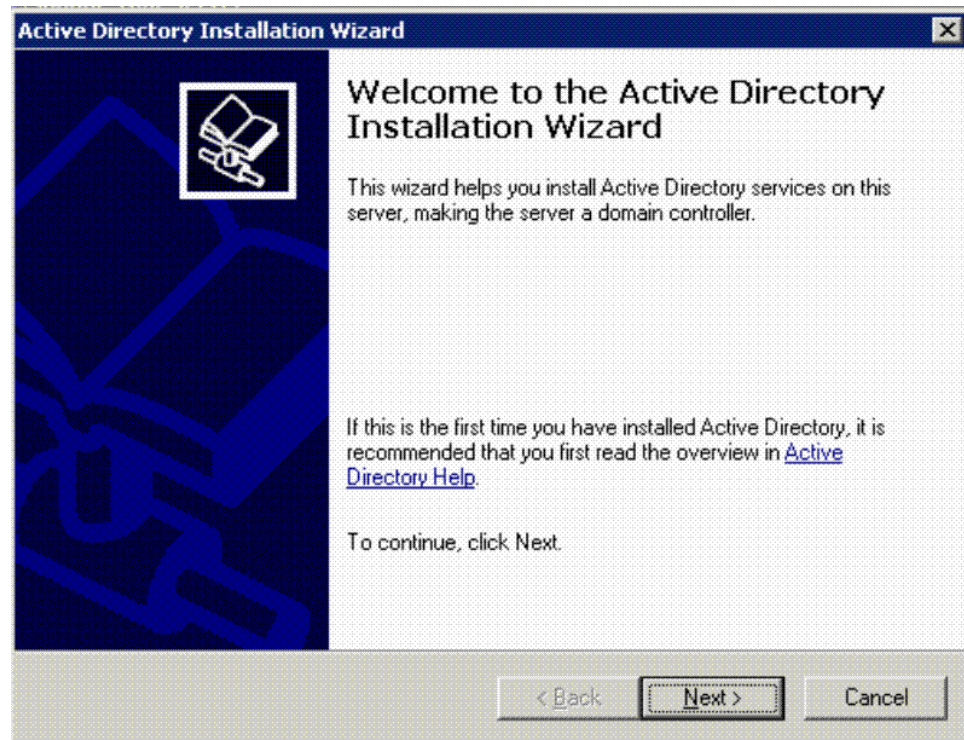 Active Directory Installation Wizard
Welcome to the Active Directory
Installation Wizard
This wizard helps you install Active Directory services on this
server, making the server a domain controller.
If this is the first time you have installed Active Directory, it is
recommended that you first read the overview in Active
Directory Help.
To continue, click Next.
< Back Next > Cancel